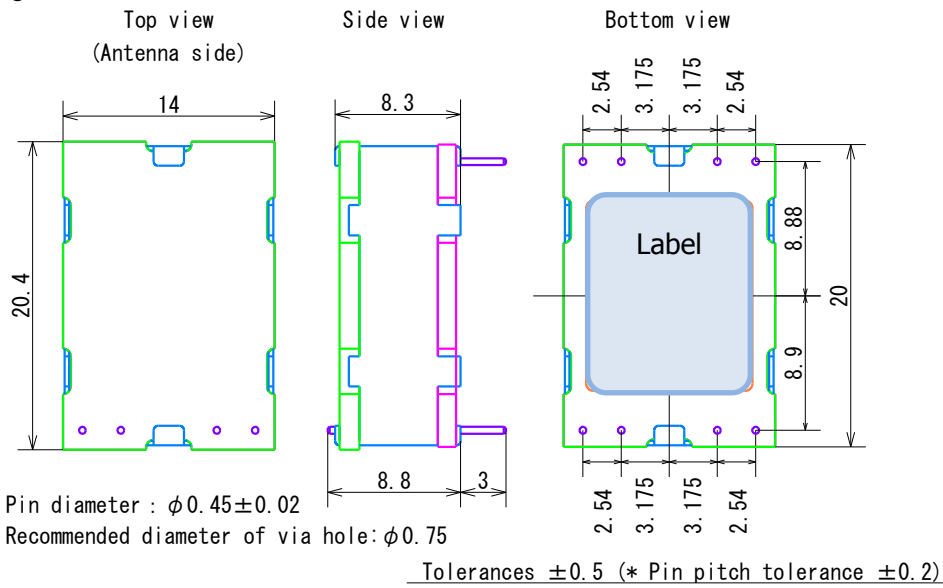 Top view
(Antenna side)
Side view
Bottom view
14
8.3
2.54
3.175
3.175
2.54
20.4
Label
8.88
20
8.9
8.8
3
2.54
3.175
3.175
2.54
Pin diameter : φ0.45±0.02
Recommended diameter of via hole:φ0.75
Tolerances ±0.5 (* Pin pitch tolerance ±0.2)